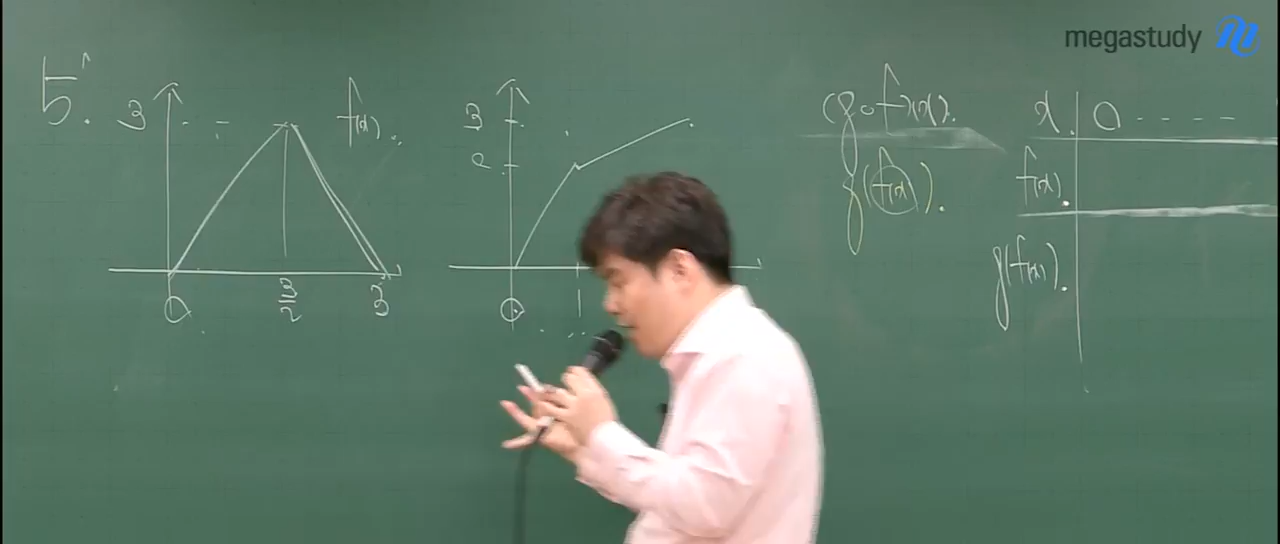 megastudy
5.
3
f(x)
0
3/2
3
3
2
0
1
(g∘f)(x).
g(f(x)).
x 0 ----
f(x).
g(f(x)).